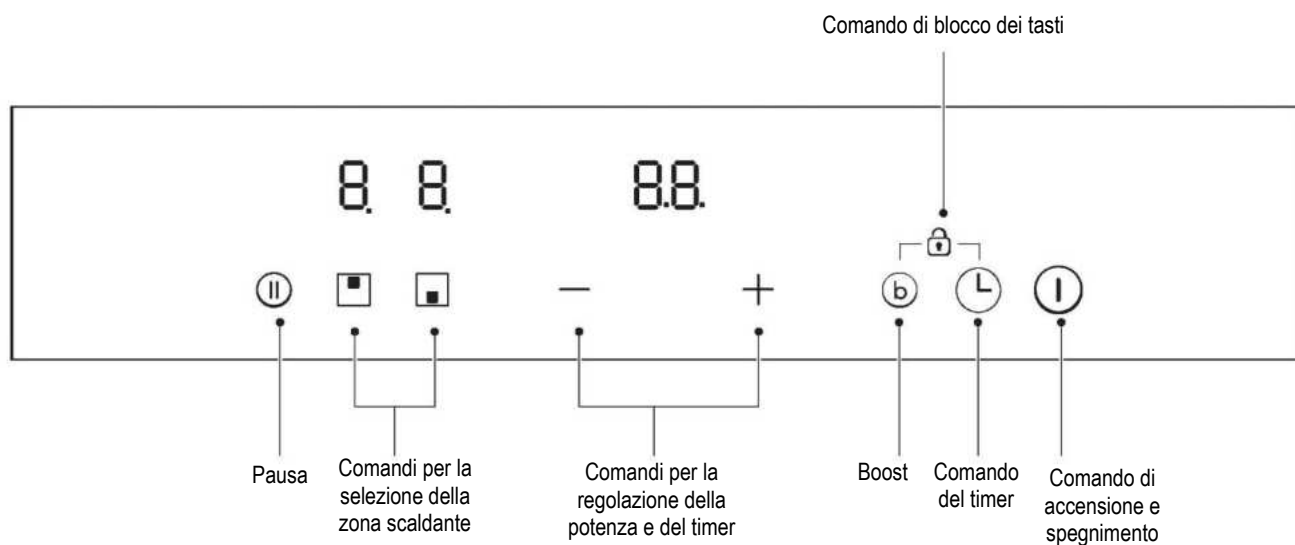 Comando di blocco dei tasti
8. 8. 8.8.
b
Pausa
Comandi per la
selezione della
zona scaldante
Comandi per la
regolazione della
potenza e del timer
Boost
Comando
del timer
Comando di
accensione e
spegnimento